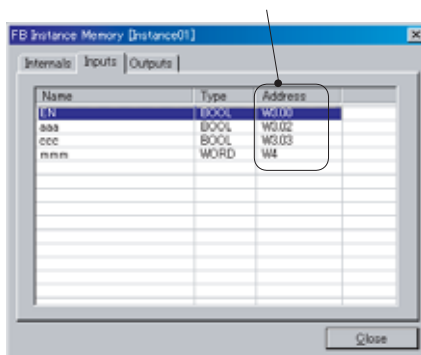 FB Instance Memory [Instance01]
Internals Inputs Outputs
Name Type Address
EN BOOL W3.00
aaa BOOL W3.02
ccc BOOL W3.03
mmm WORD W4
Close